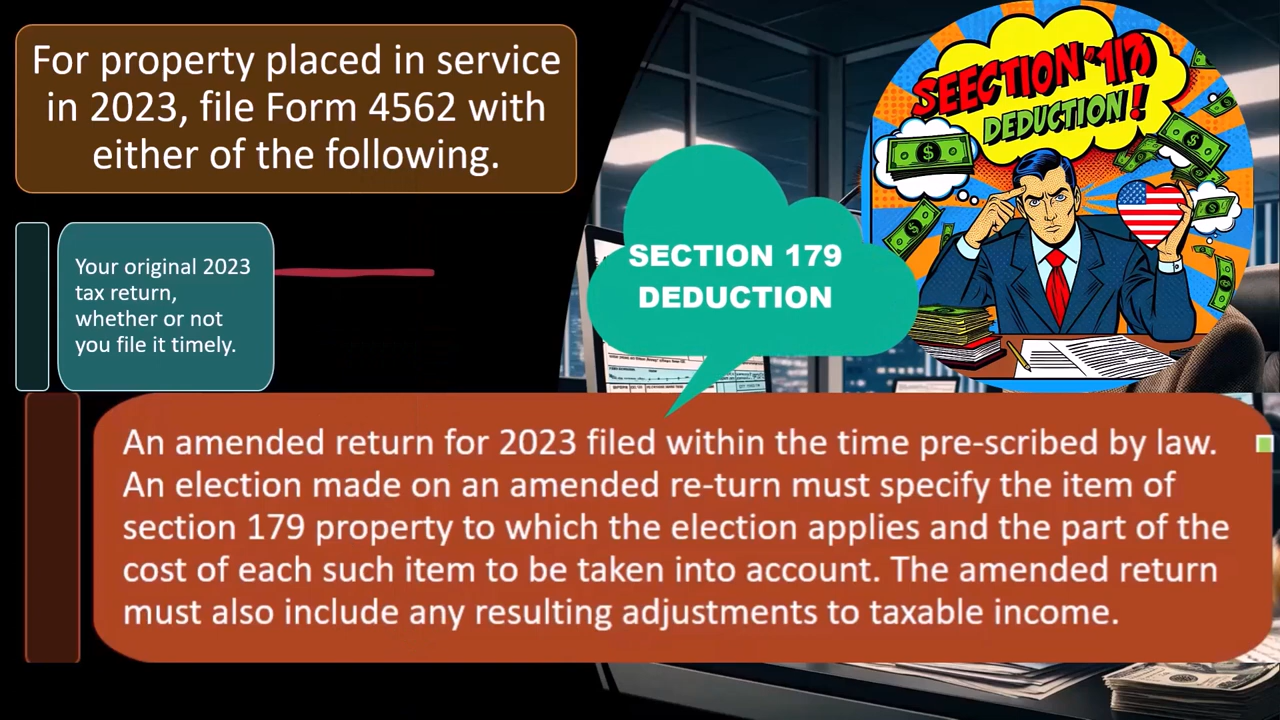 For property placed in service
in 2023, file Form 4562 with
either of the following.
SEECTION '117
DEDUCTION!
SECTION 179
DEDUCTION
Your original 2023
tax return,
whether or not
you file it timely.
An amended return for 2023 filed within the time pre-scribed by law.
An election made on an amended re-turn must specify the item of
section 179 property to which the election applies and the part of the
cost of each such item to be taken into account. The amended return
must also include any resulting adjustments to taxable income.